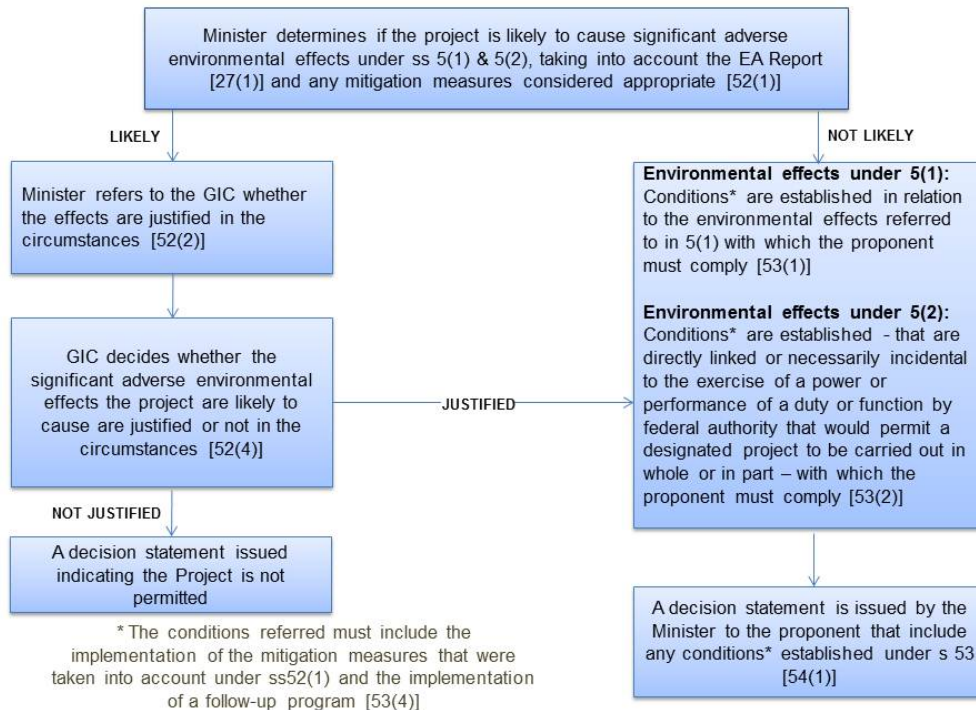 Minister determines if the project is likely to cause significant adverse
environmental effects under ss 5(1) & 5(2), taking into account the EA Report
[27(1)] and any mitigation measures considered appropriate [52(1)]
LIKELY
NOT LIKELY
Minister refers to the GIC whether
the effects are justified in the
circumstances [52(2)]
Environmental effects under 5(1):
Conditions* are established in relation
to the environmental effects referred
to in 5(1) with which the proponent
must comply [53(1)]
Environmental effects under 5(2):
Conditions* are established - that are
directly linked or necessarily incidental
to the exercise of a power or
performance of a duty or function by
federal authority that would permit a
designated project to be carried out in
whole or in part – with which the
proponent must comply [53(2)]
GIC decides whether the
significant adverse environmental
effects the project are likely to
cause are justified or not in the
circumstances [52(4)]
JUSTIFIED
NOT JUSTIFIED
A decision statement issued
indicating the Project is not
permitted
A decision statement is issued by the
Minister to the proponent that include
any conditions* established under s 53
[54(1)]
* The conditions referred must include the
implementation of the mitigation measures that were
taken into account under ss52(1) and the implementation
of a follow-up program [53(4)]